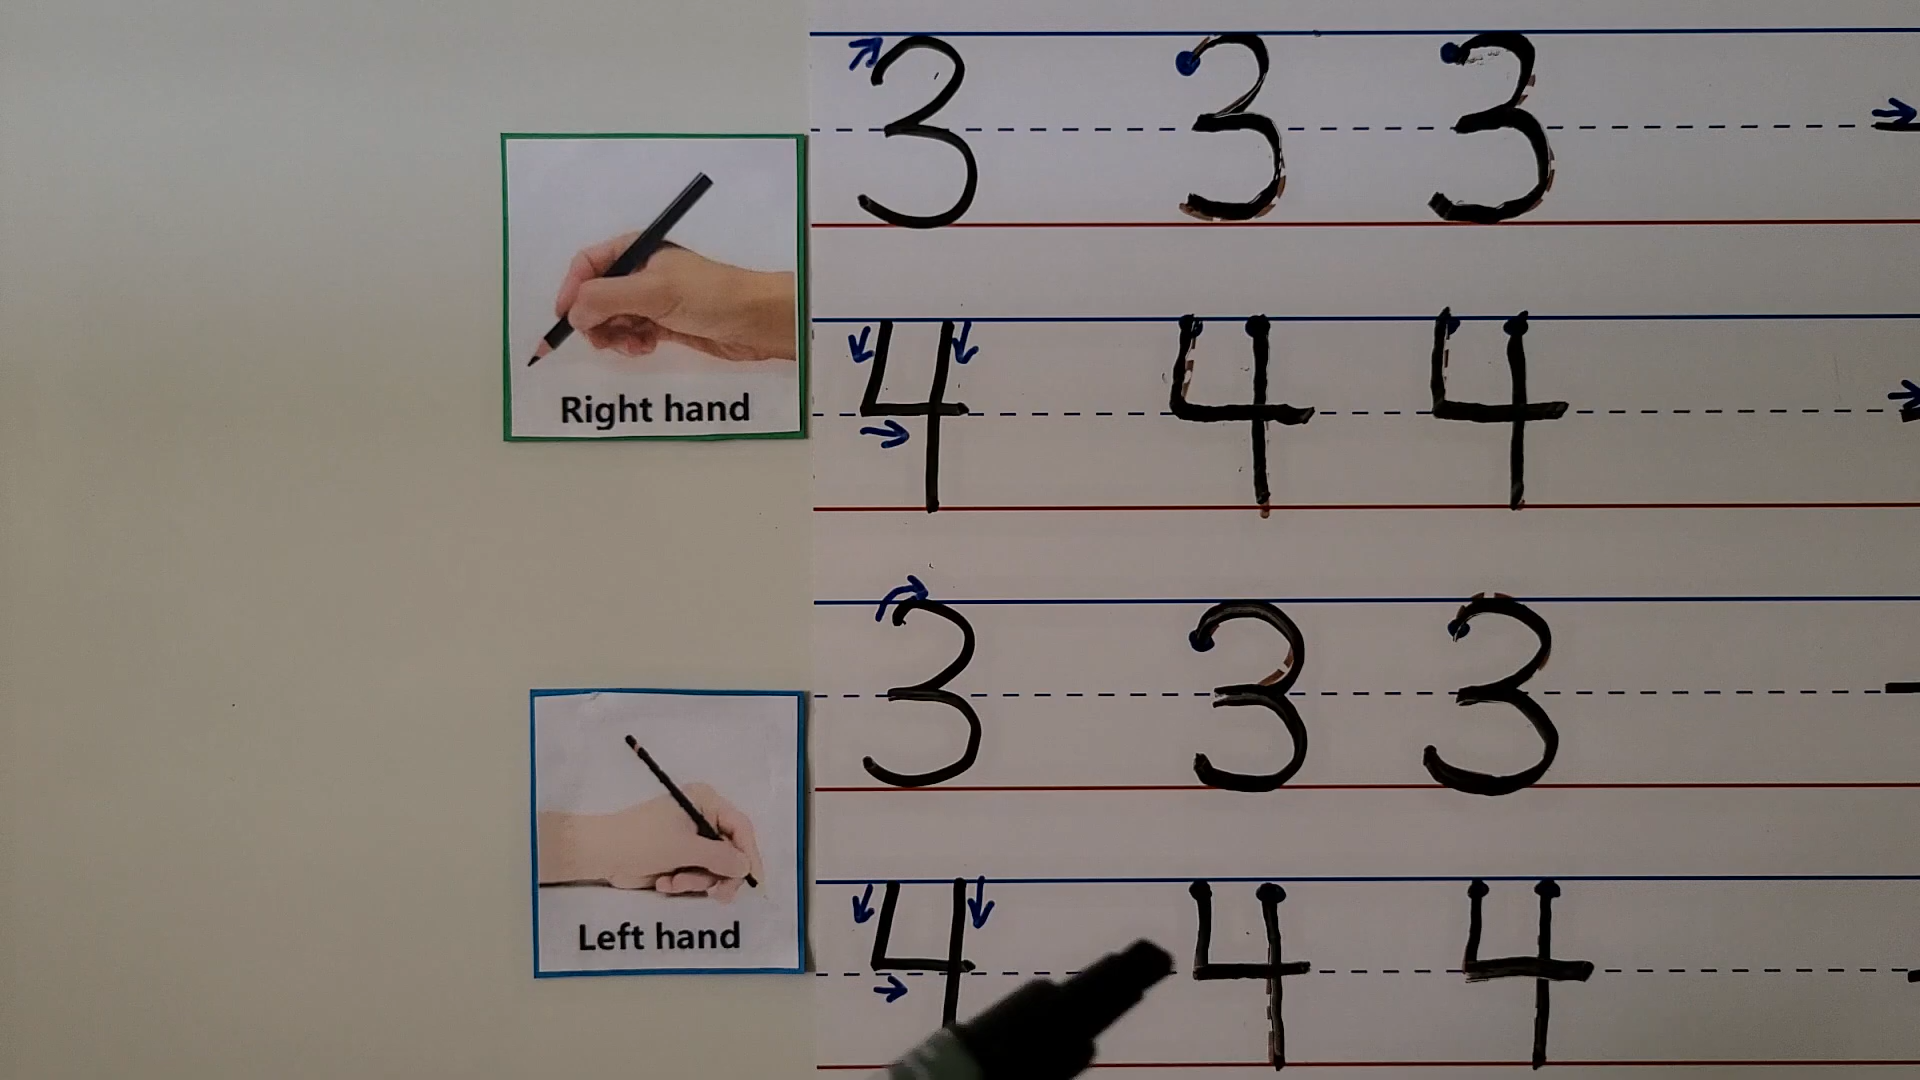 3 3 3
Right hand
4 4 4
3 3 3
Left hand
4 4 4